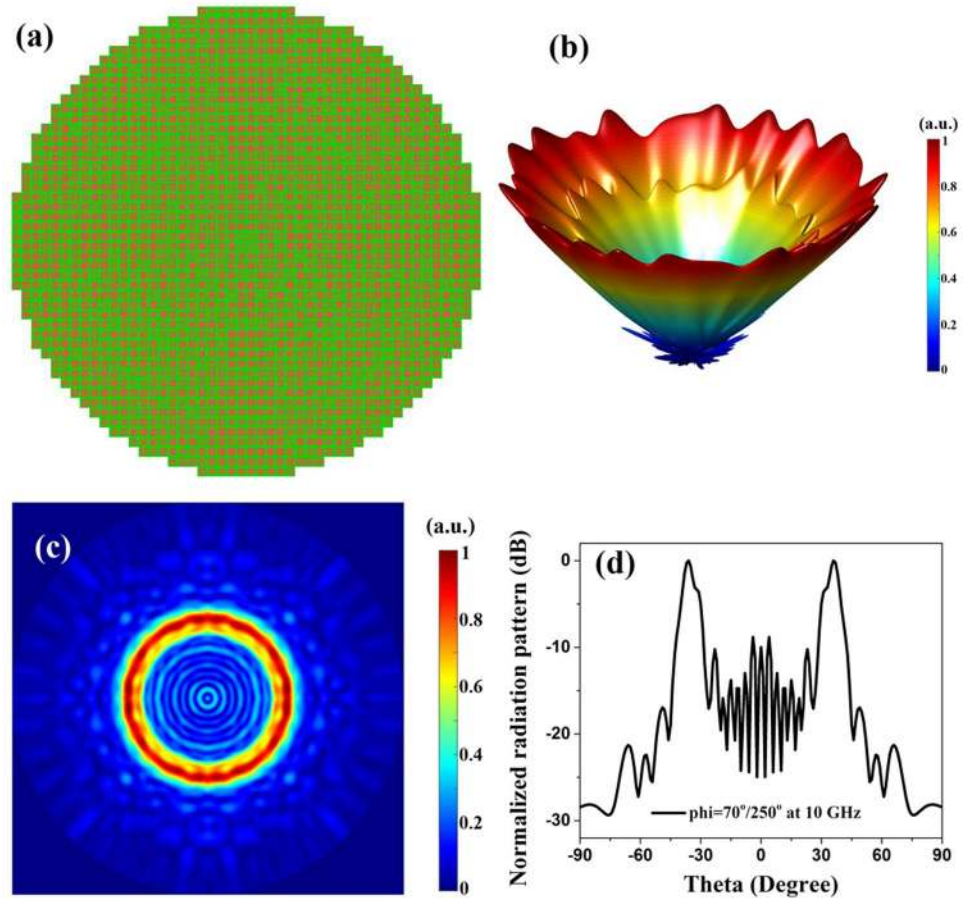 (a)
(b)
(a.u.)
1
0.8
0.6
0.4
0.2
0
(c)
(a.u.)
1
0.8
0.6
0.4
0.2
0
(d)
Normalized radiation pattern (dB)
0
-10
-20
-30
phi=70°/250° at 10 GHz
-90 -60 -30 0 30 60 90
Theta (Degree)